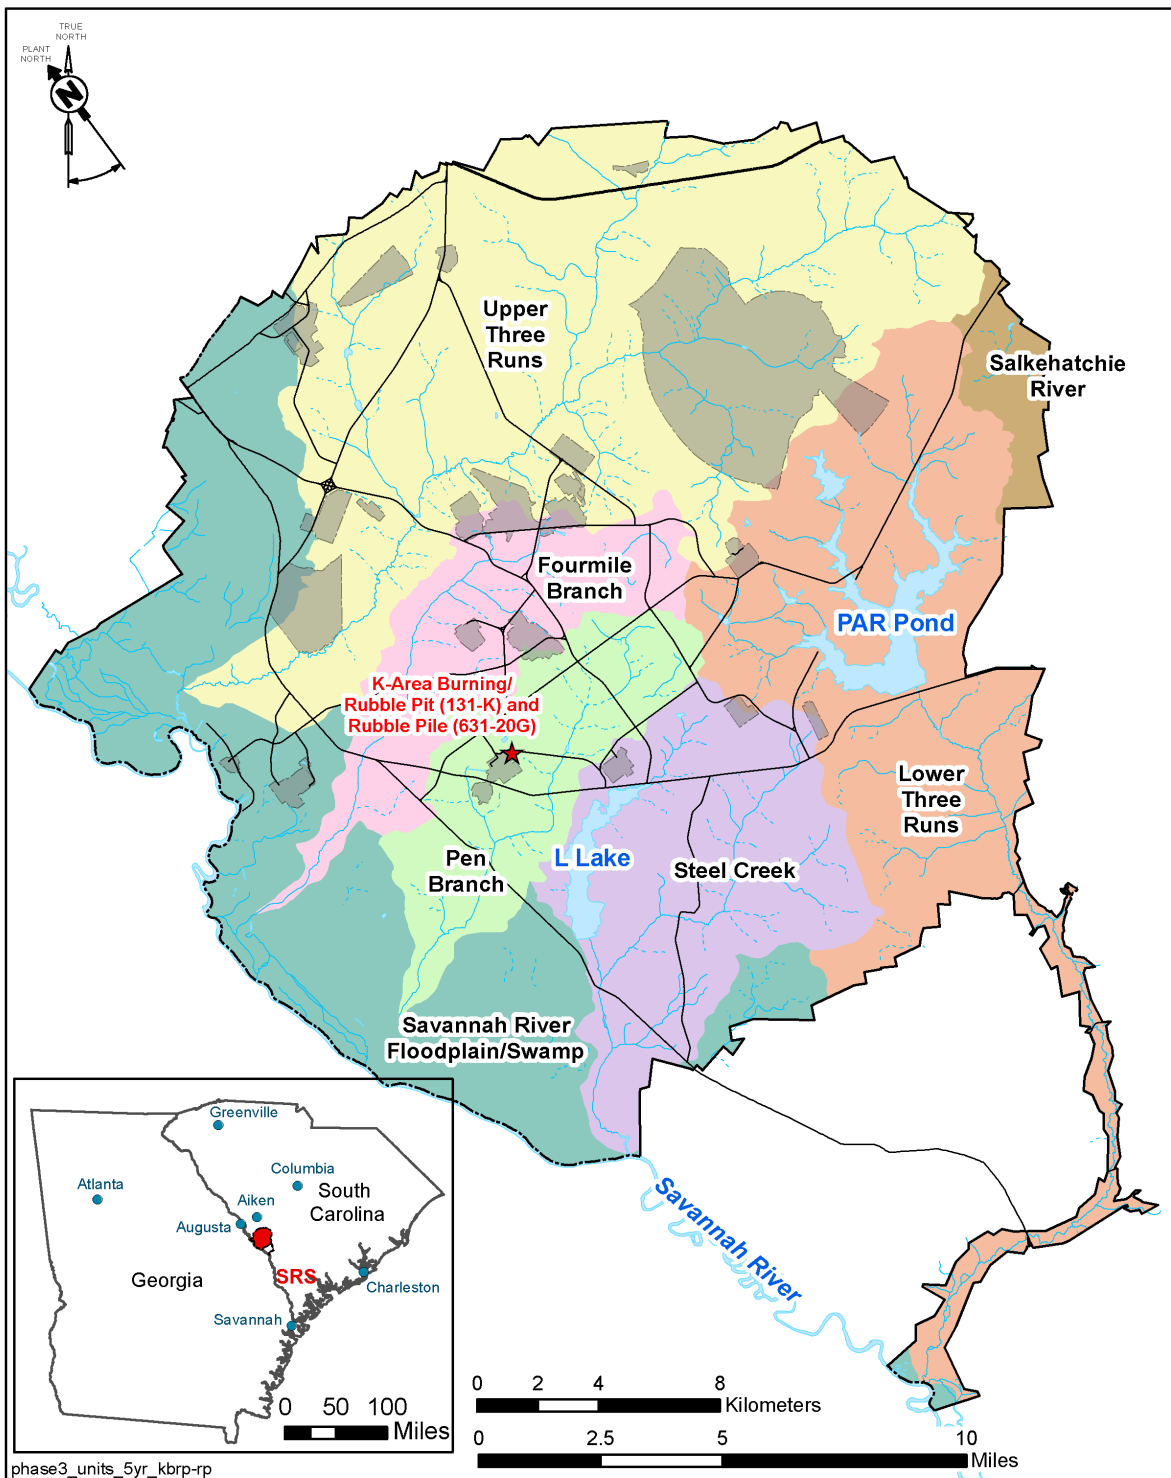 TRUE
NORTH
PLANT
NORTH
N
Upper
Three
Runs
Salkehatchie
River
Fourmile
Branch
PAR Pond
K-Area Burning/
Rubble Pit (131-K) and
Rubble Pile (631-20G)
Lower
Three
Runs
Pen
Branch
L Lake
Steel Creek
Savannah River
Floodplain/Swamp
Savannah River
Greenville
Columbia
Atlanta
Aiken
South
Carolina
Augusta
Georgia
SRS
Charleston
Savannah
0 50 100
Miles
0 2 4 8
Kilometers
0 2.5 5 10
Miles
phase3_units_5yr_kbrp-rp